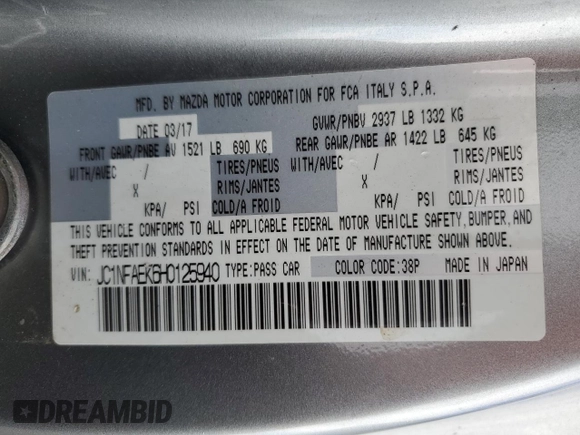 MFD. BY MAZDA MOTOR CORPORATION FOR FCA ITALY S.P.A.
DATE 03/17 GVWR/PNBV 2937 LB 1332 KG
FRONT GAWR/PNBE AV 1521 LB 690 KG REAR GAWR/PNBE AR 1422 LB 645 KG
WITH/AVEC / TIRES/PNEUS WITH/AVEC / TIRES/PNEUS
X RIMS/JANTES X RIMS/JANTES
KPA/ PSI COLD/A FROID KPA/ PSI COLD/A FROID
THIS VEHICLE CONFORMS TO ALL APPLICABLE FEDERAL MOTOR VEHICLE SAFETY, BUMPER, AND
THEFT PREVENTION STANDARDS IN EFFECT ON THE DATE OF MANUFACTURE SHOWN ABOVE.
VIN: JC1NFAEK6H0125940 TYPE:PASS CAR COLOR CODE:38P MADE IN JAPAN
DREAMBID